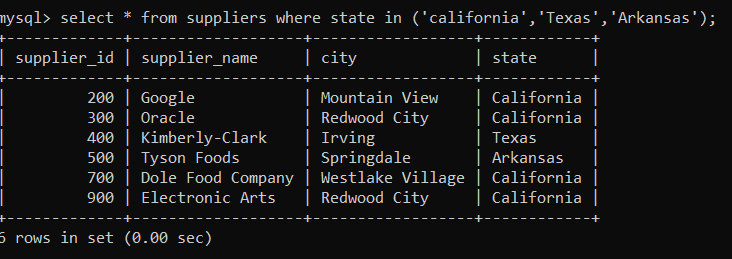 mysql> select * from suppliers where state in ('california','Texas','Arkansas');
+-------------+-------------------+------------------+------------+
| supplier_id | supplier_name     | city             | state      |
+-------------+-------------------+------------------+------------+
|         200 | Google            | Mountain View    | California |
|         300 | Oracle            | Redwood City     | California |
|         400 | Kimberly-Clark    | Irving           | Texas      |
|         500 | Tyson Foods       | Springdale       | Arkansas   |
|         700 | Dole Food Company | Westlake Village | California |
|         900 | Electronic Arts   | Redwood City     | California |
+-------------+-------------------+------------------+------------+
6 rows in set (0.00 sec)